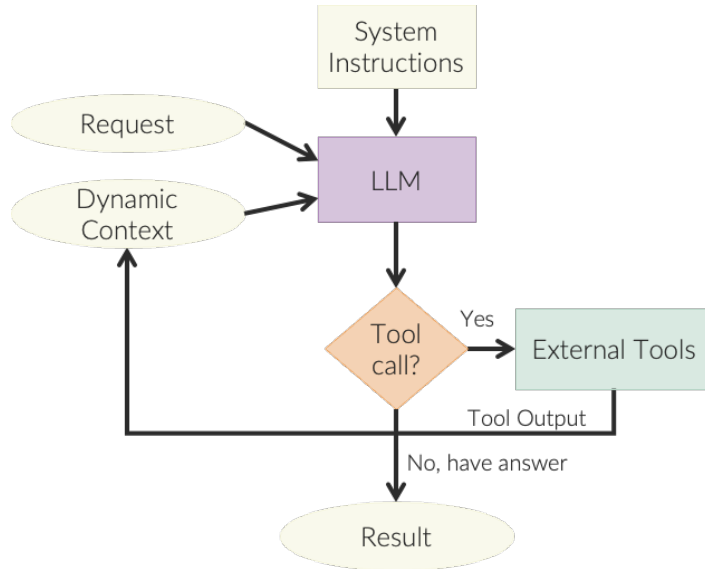 System
Instructions
Request
LLM
Dynamic
Context
Tool
call?
Yes
External Tools
Tool Output
No, have answer
Result